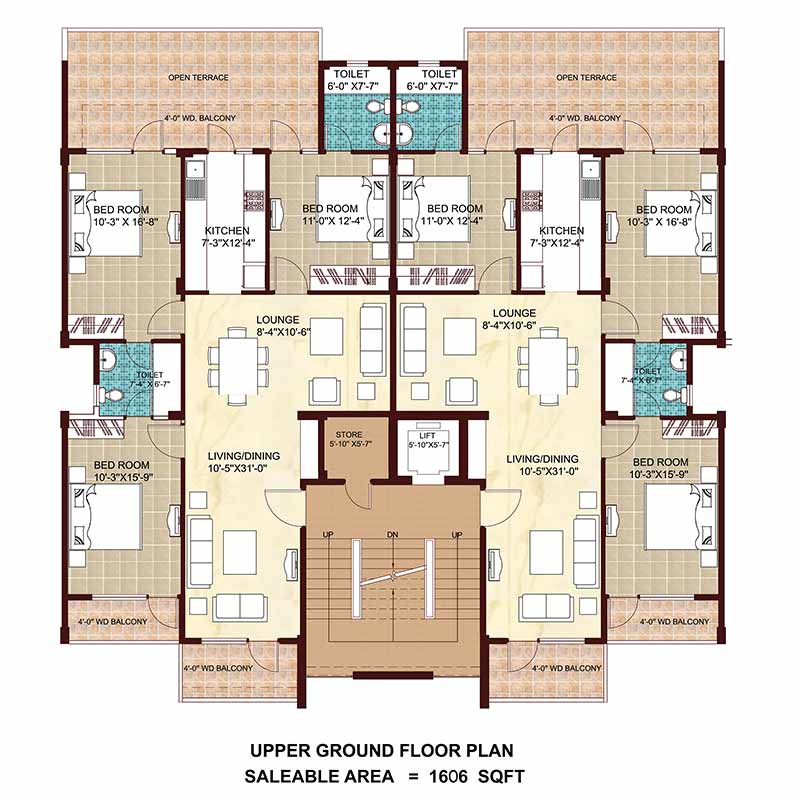 OPEN TERRACE
TOILET
6'-0" X7'-7"
TOILET
6'-0" X7'-7"
OPEN TERRACE
4'-0" WD. BALCONY
4'-0" WD. BALCONY
BED ROOM
10'-3" X 16'-8"
KITCHEN
7'-3"X12'-4"
BED ROOM
11'-0"X 12'-4"
BED ROOM
11'-0"X 12'-4"
KITCHEN
7'-3"X12'-4"
BED ROOM
10'-3" X 16'-8"
LOUNGE
8'-4"X10'-6"
LOUNGE
8'-4"X10'-6"
TOILET
7'-4" X 6'-7"
TOILET
7'-4" X 6'-7"
STORE
5'-10" X5'-7"
LIFT
5'-10"X5'-7"
BED ROOM
10'-3"X15'-9"
LIVING/DINING
10'-5"X31'-0"
LIVING/DINING
10'-5"X31'-0"
BED ROOM
10'-3"X15'-9"
UP
DN
UP
4'-0" WD BALCONY
4'-0" WD BALCONY
4'-0" WD BALCONY
4'-0" WD BALCONY
UPPER GROUND FLOOR PLAN
SALEABLE AREA = 1606 SQFT